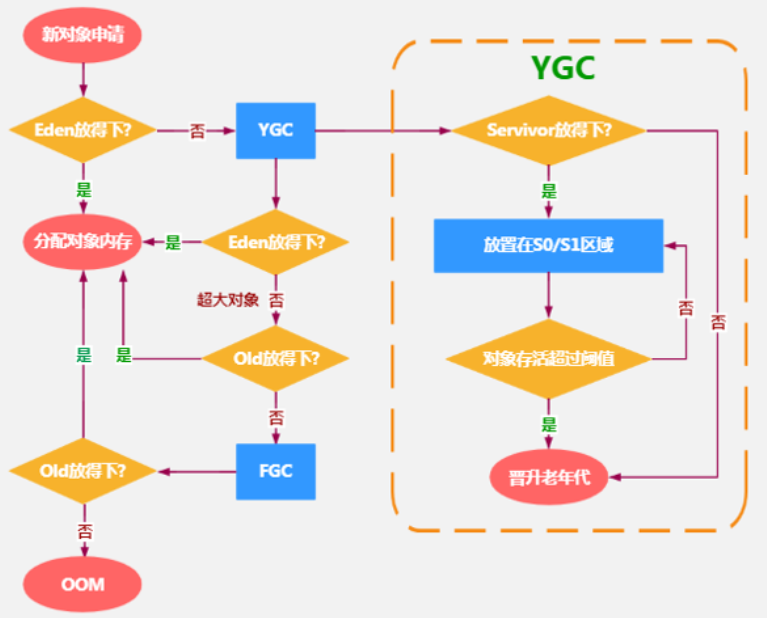 新对象申请
Eden放得下?
否
YGC
是
分配对象内存
是
Eden放得下?
超大对象 否
是
是
Old放得下?
否
Old放得下?
FGC
否
OOM
YGC
Servivor放得下?
是
放置在S0/S1区域
否
否
对象存活超过阈值
是
晋升老年代